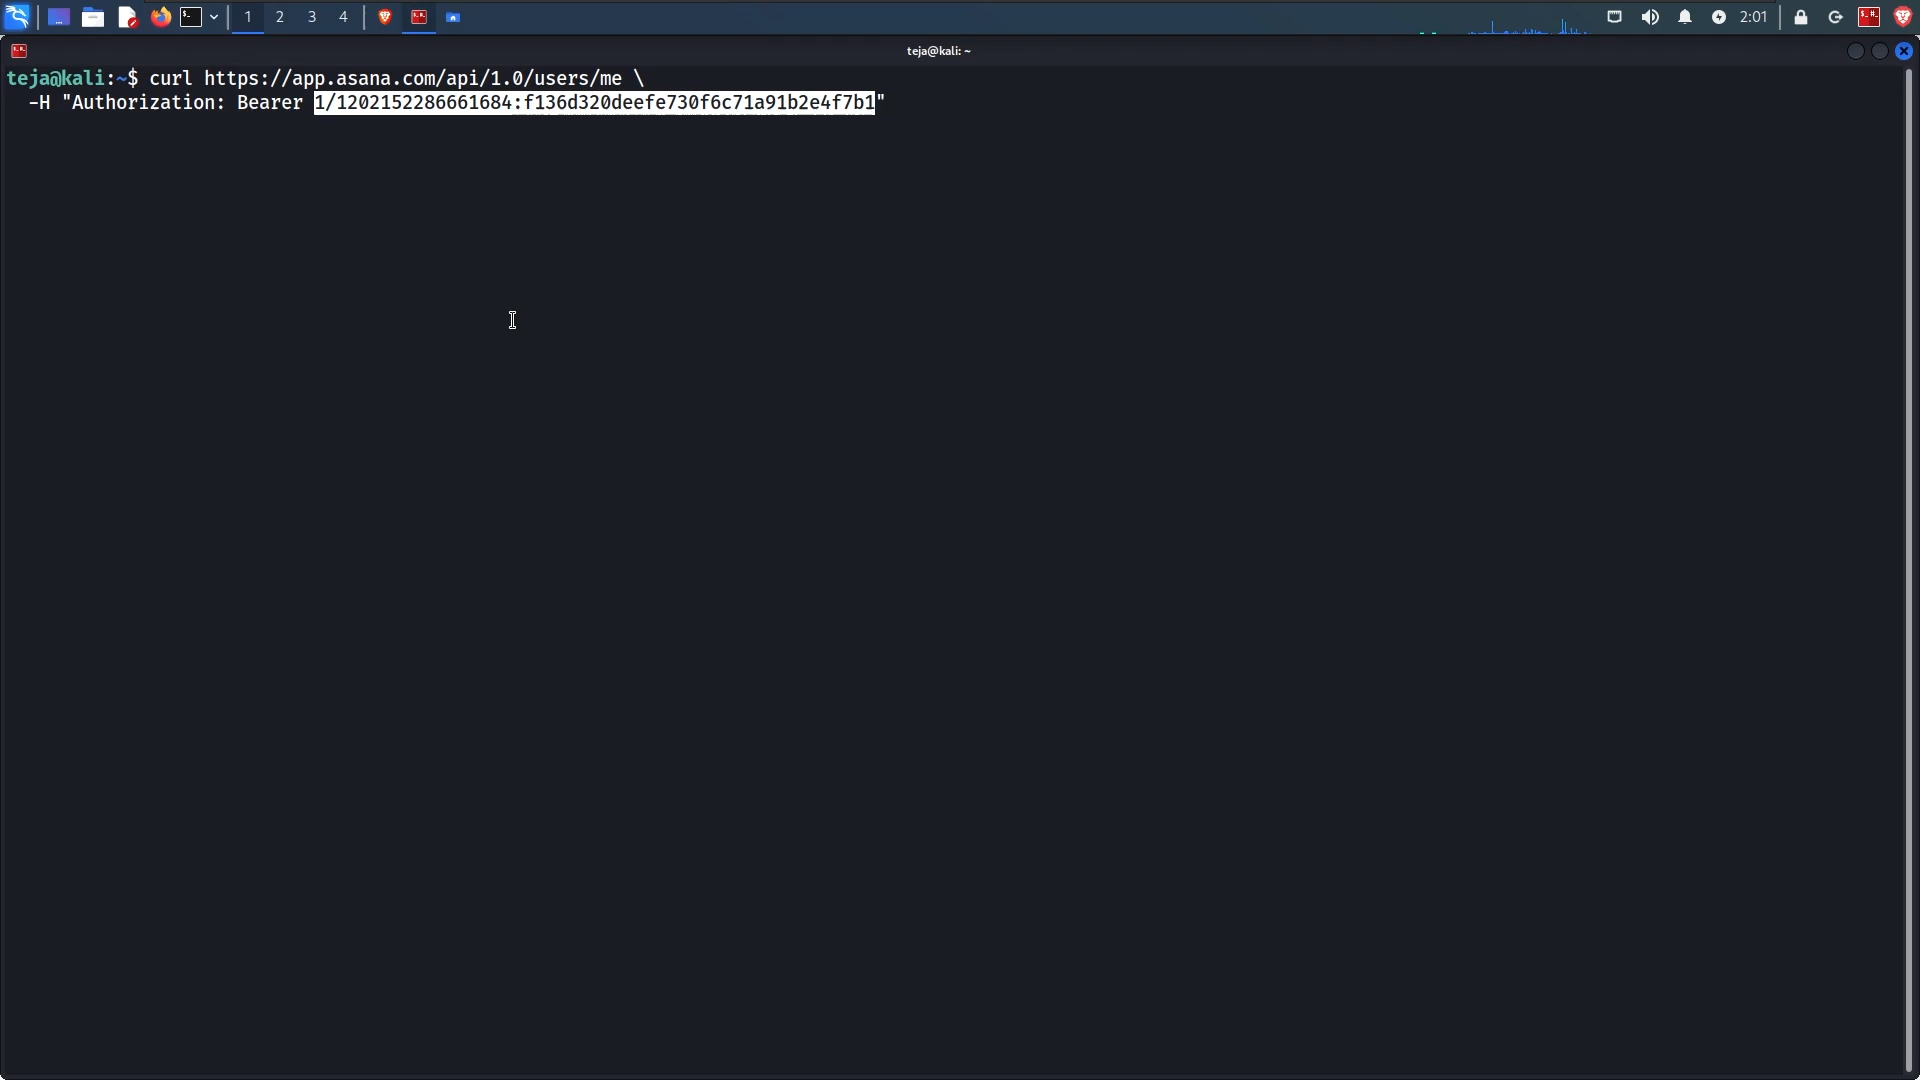 1 2 3 4 2:01
teja@kali: ~
teja@kali:~$ curl https://app.asana.com/api/1.0/users/me \
-H "Authorization: Bearer 1/1202152286661684:f136d320deefe730f6c71a91b2e4f7b1"